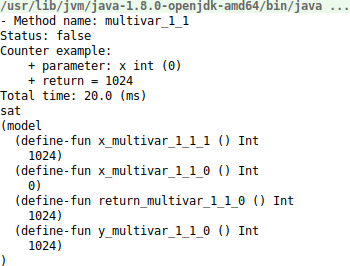 /usr/lib/jvm/java-1.8.0-openjdk-amd64/bin/java ...
- Method name: multivar_1_1
Status: false
Counter example:
    + parameter: x int (0)
    + return = 1024
Total time: 20.0 (ms)
sat
(model
  (define-fun x_multivar_1_1_1 () Int
    1024)
  (define-fun x_multivar_1_1_0 () Int
    0)
  (define-fun return_multivar_1_1_0 () Int
    1024)
  (define-fun y_multivar_1_1_0 () Int
    1024)
)